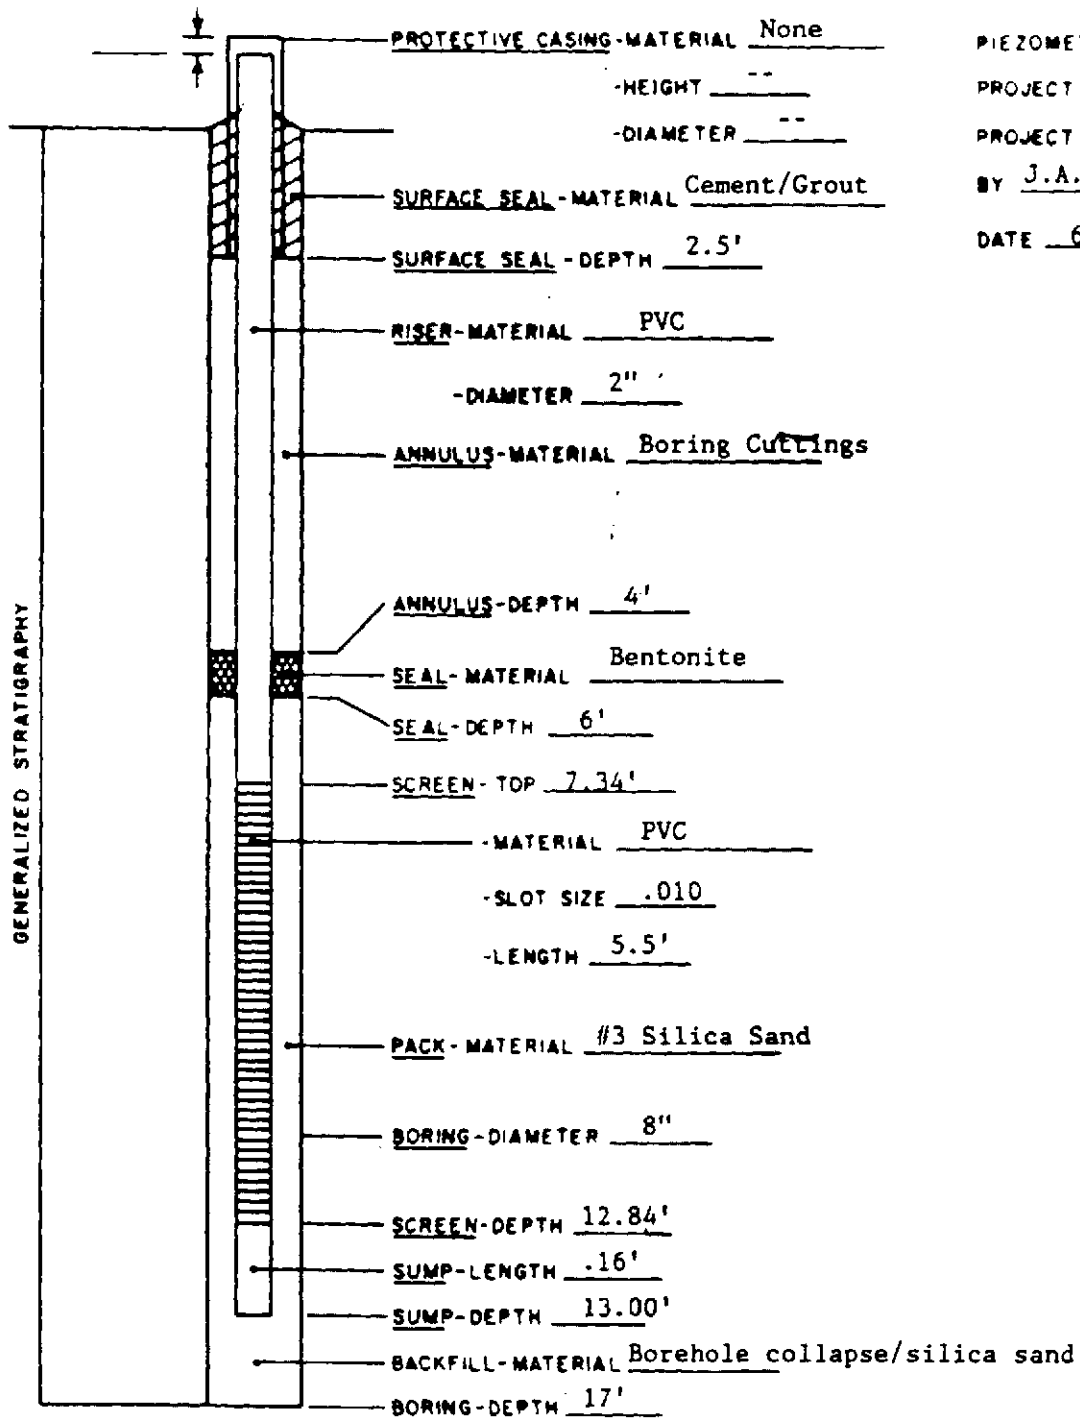 PROTECTIVE CASING-MATERIAL None
-HEIGHT --
-DIAMETER --
SURFACE SEAL-MATERIAL Cement/Grout
SURFACE SEAL-DEPTH 2.5'
RISER-MATERIAL PVC
-DIAMETER 2"
ANNULUS-MATERIAL Boring Cuttings
ANNULUS-DEPTH 4'
SEAL-MATERIAL Bentonite
SEAL-DEPTH 6'
SCREEN-TOP 7.34'
-MATERIAL PVC
-SLOT SIZE .010
-LENGTH 5.5'
PACK-MATERIAL #3 Silica Sand
BORING-DIAMETER 8"
SCREEN-DEPTH 12.84'
SUMP-LENGTH .16'
SUMP-DEPTH 13.00'
BACKFILL-MATERIAL Borehole collapse/silica sand
BORING-DEPTH 17'
GENERALIZED STRATIGRAPHY
PIEZOMET
PROJECT
PROJECT
BY J.A.
DATE 6